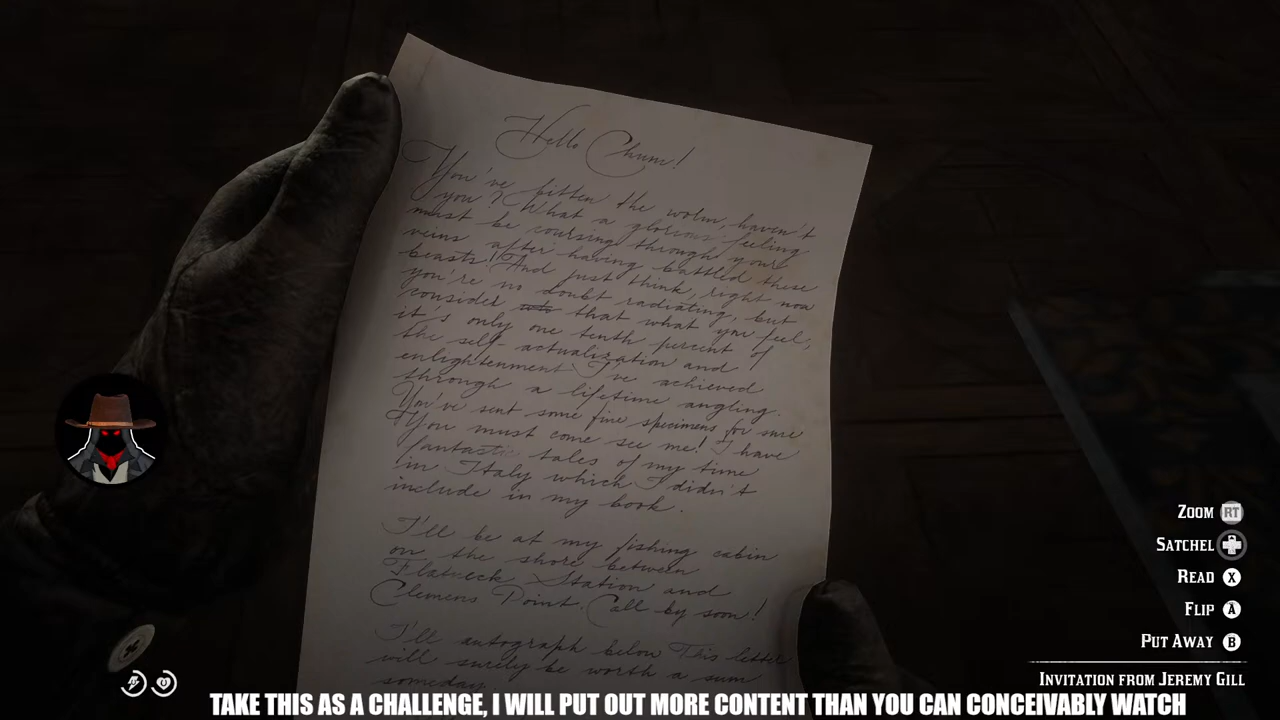 Hello Chum!
You've bitten the wolm, haven't
you? What a glorious feeling
must be coursing through your
veins after having battled these
beasts! And just think, right now
you're no doubt radiating, but
consider that what you feel,
it's only one tenth percent of
the self-actualization and
enlightenment I've achieved
through a lifetime angling.
You've sent some fine specimens for sure
You must come see me! I have
fantastic tales of my time
in Italy which I didn't
include in my book.
I'll be at my fishing cabin
on the shore between
Flatneck Station and
Clemens Point. Call by soon!
I'll autograph below This letter
will surely be worth a sum
someday
ZOOM RT
SATCHEL
READ X
FLIP A
PUT AWAY B
INVITATION FROM JEREMY GILL
TAKE THIS AS A CHALLENGE, I WILL PUT OUT MORE CONTENT THAN YOU CAN CONCEIVABLY WATCH